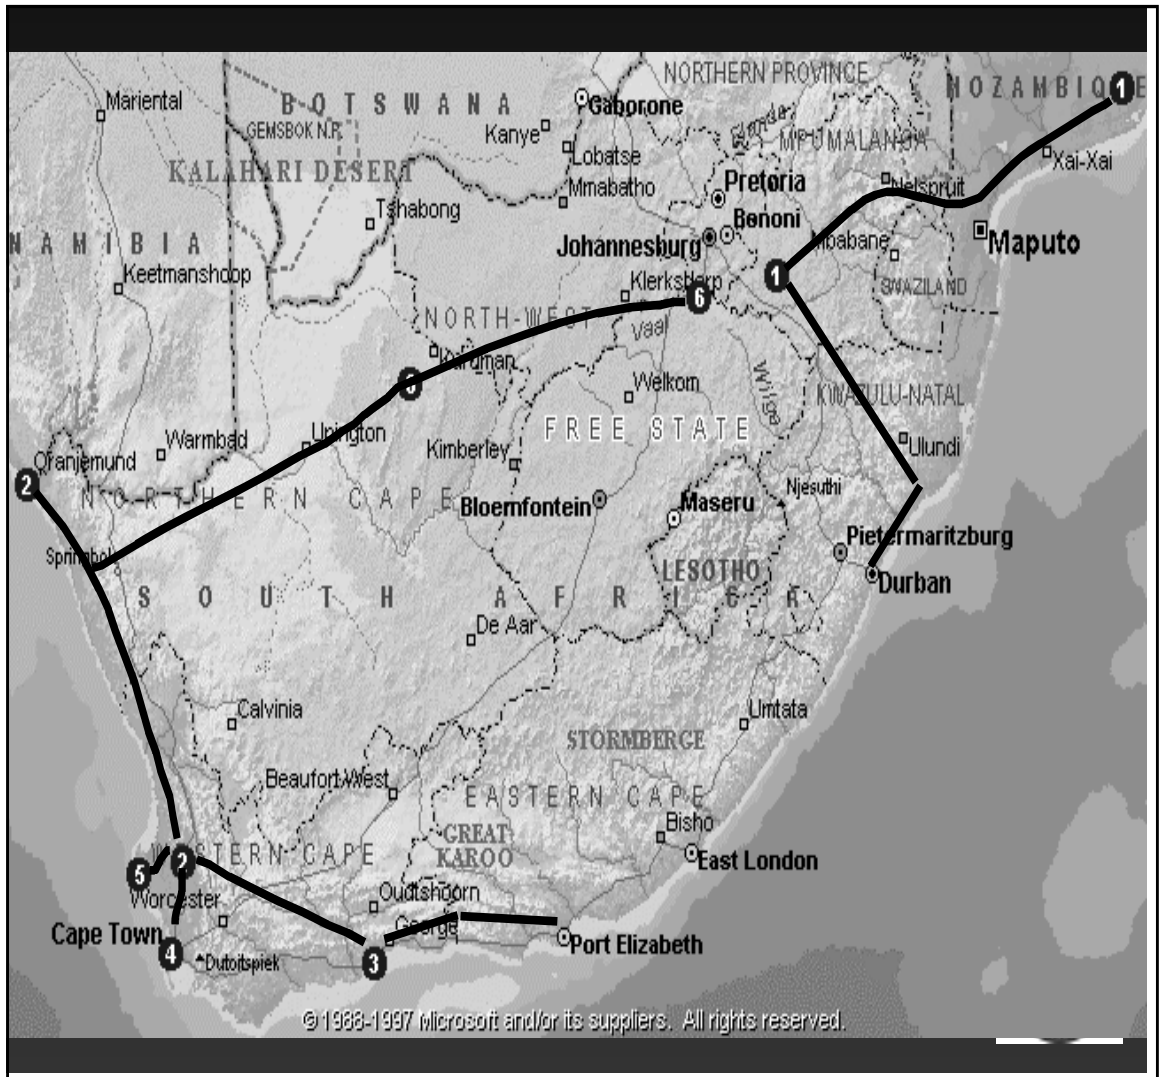 NORTHERN PROVINCE
MOZAMBIQUE
1
Mariental
BOTSWANA
Gaborone
GEMSBOK N.P.
Kanye
MPUMALANGA
Lobatse
Xai-Xai
KALAHARI DESERT
Mmabatho
Pretoria
Nelspruit
Tshabong
Benoni
NAMIBIA
Johannesburg
Mbabane
Maputo
Keetmanshoop
Klerksdorp
1
SWAZILAND
6
NORTH-WEST
Vaal
Kuruman
Welkom
Wilge
KWAZULU-NATAL
Warmbad
Upington
FREE STATE
Ulundi
Oranjemund
Kimberley
2
NORTHERN CAPE
Bloemfontein
Maseru
Njesuthi
Springbok
Pietermaritzburg
LESOTHO
Durban
SOUTH AFRICA
De Aar
Calvinia
Umtata
STORMBERGE
Beaufort West
EASTERN CAPE
Bisho
GREAT
KAROO
WESTERN CAPE
2
East London
5
Worcester
Oudtshoorn
Cape Town
George
Port Elizabeth
4
Dutoitspiek
3
© 1988-1997 Microsoft and/or its suppliers. All rights reserved.